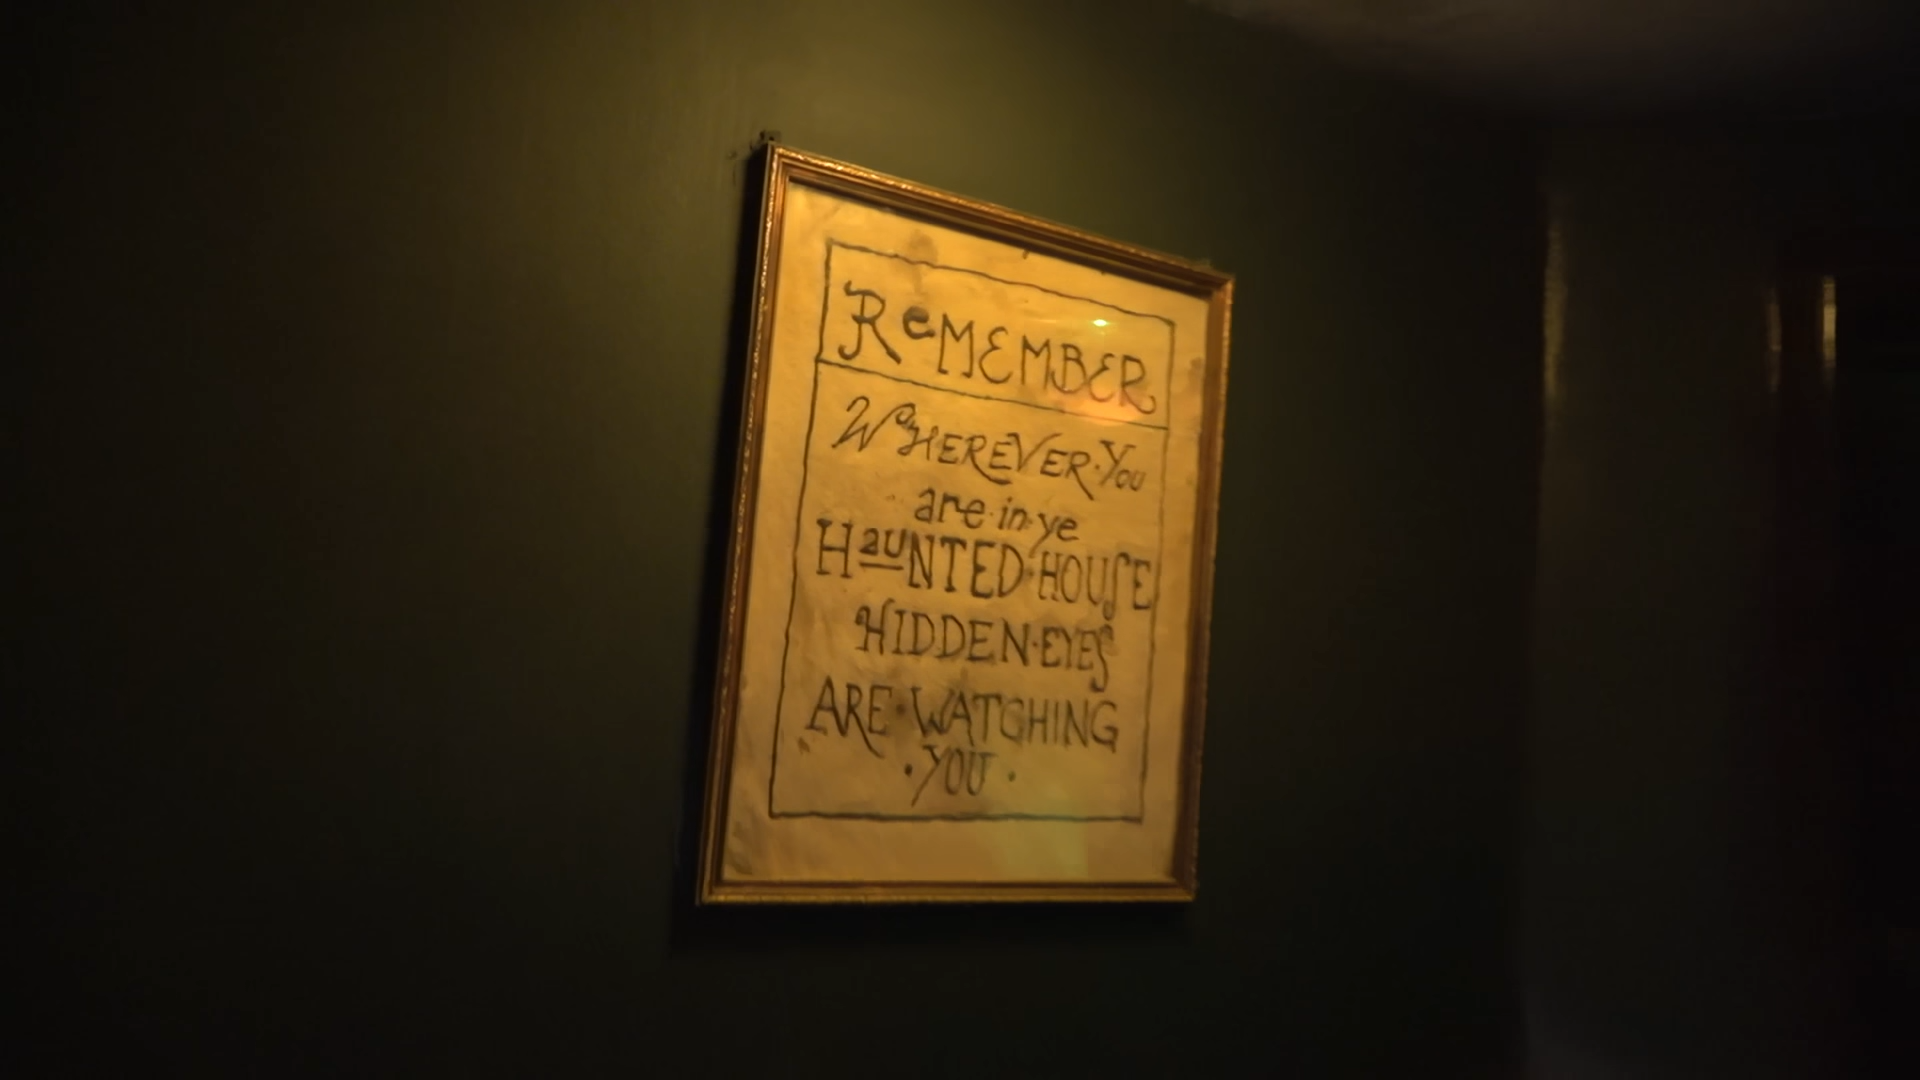 ReMEMBER
WHEREVER·YOU
are·in·ye
HauNTED·HOUſE
HIDDEN·EYES
ARE·WATCHING
·YOU·